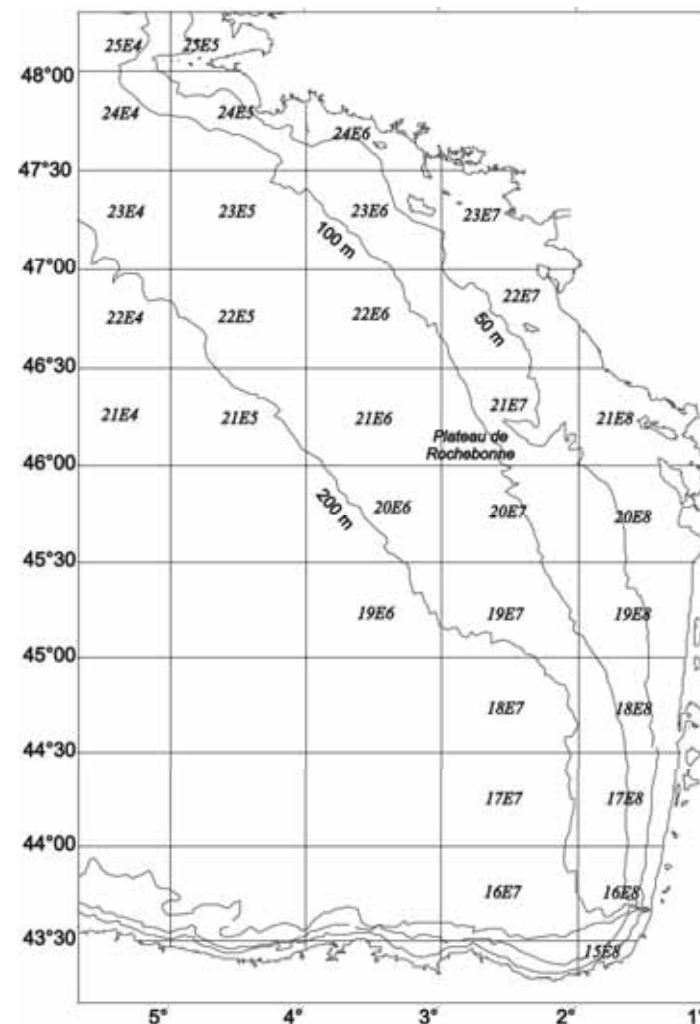 25E4 25E5
48°00
24E4 24E5
24E6
47°30
23E4 23E5 23E6 23E7
100 m
47°00
22E7
22E4 22E5 22E6
50 m
46°30
21E7
21E4 21E5 21E6 21E8
Plateau de
Rochebonne
46°00
200 m
20E6 20E7 20E8
45°30
19E6 19E7 19E8
45°00
18E7 18E8
44°30
17E7 17E8
44°00
16E7 16E8
43°30
15E8
5° 4° 3° 2° 1